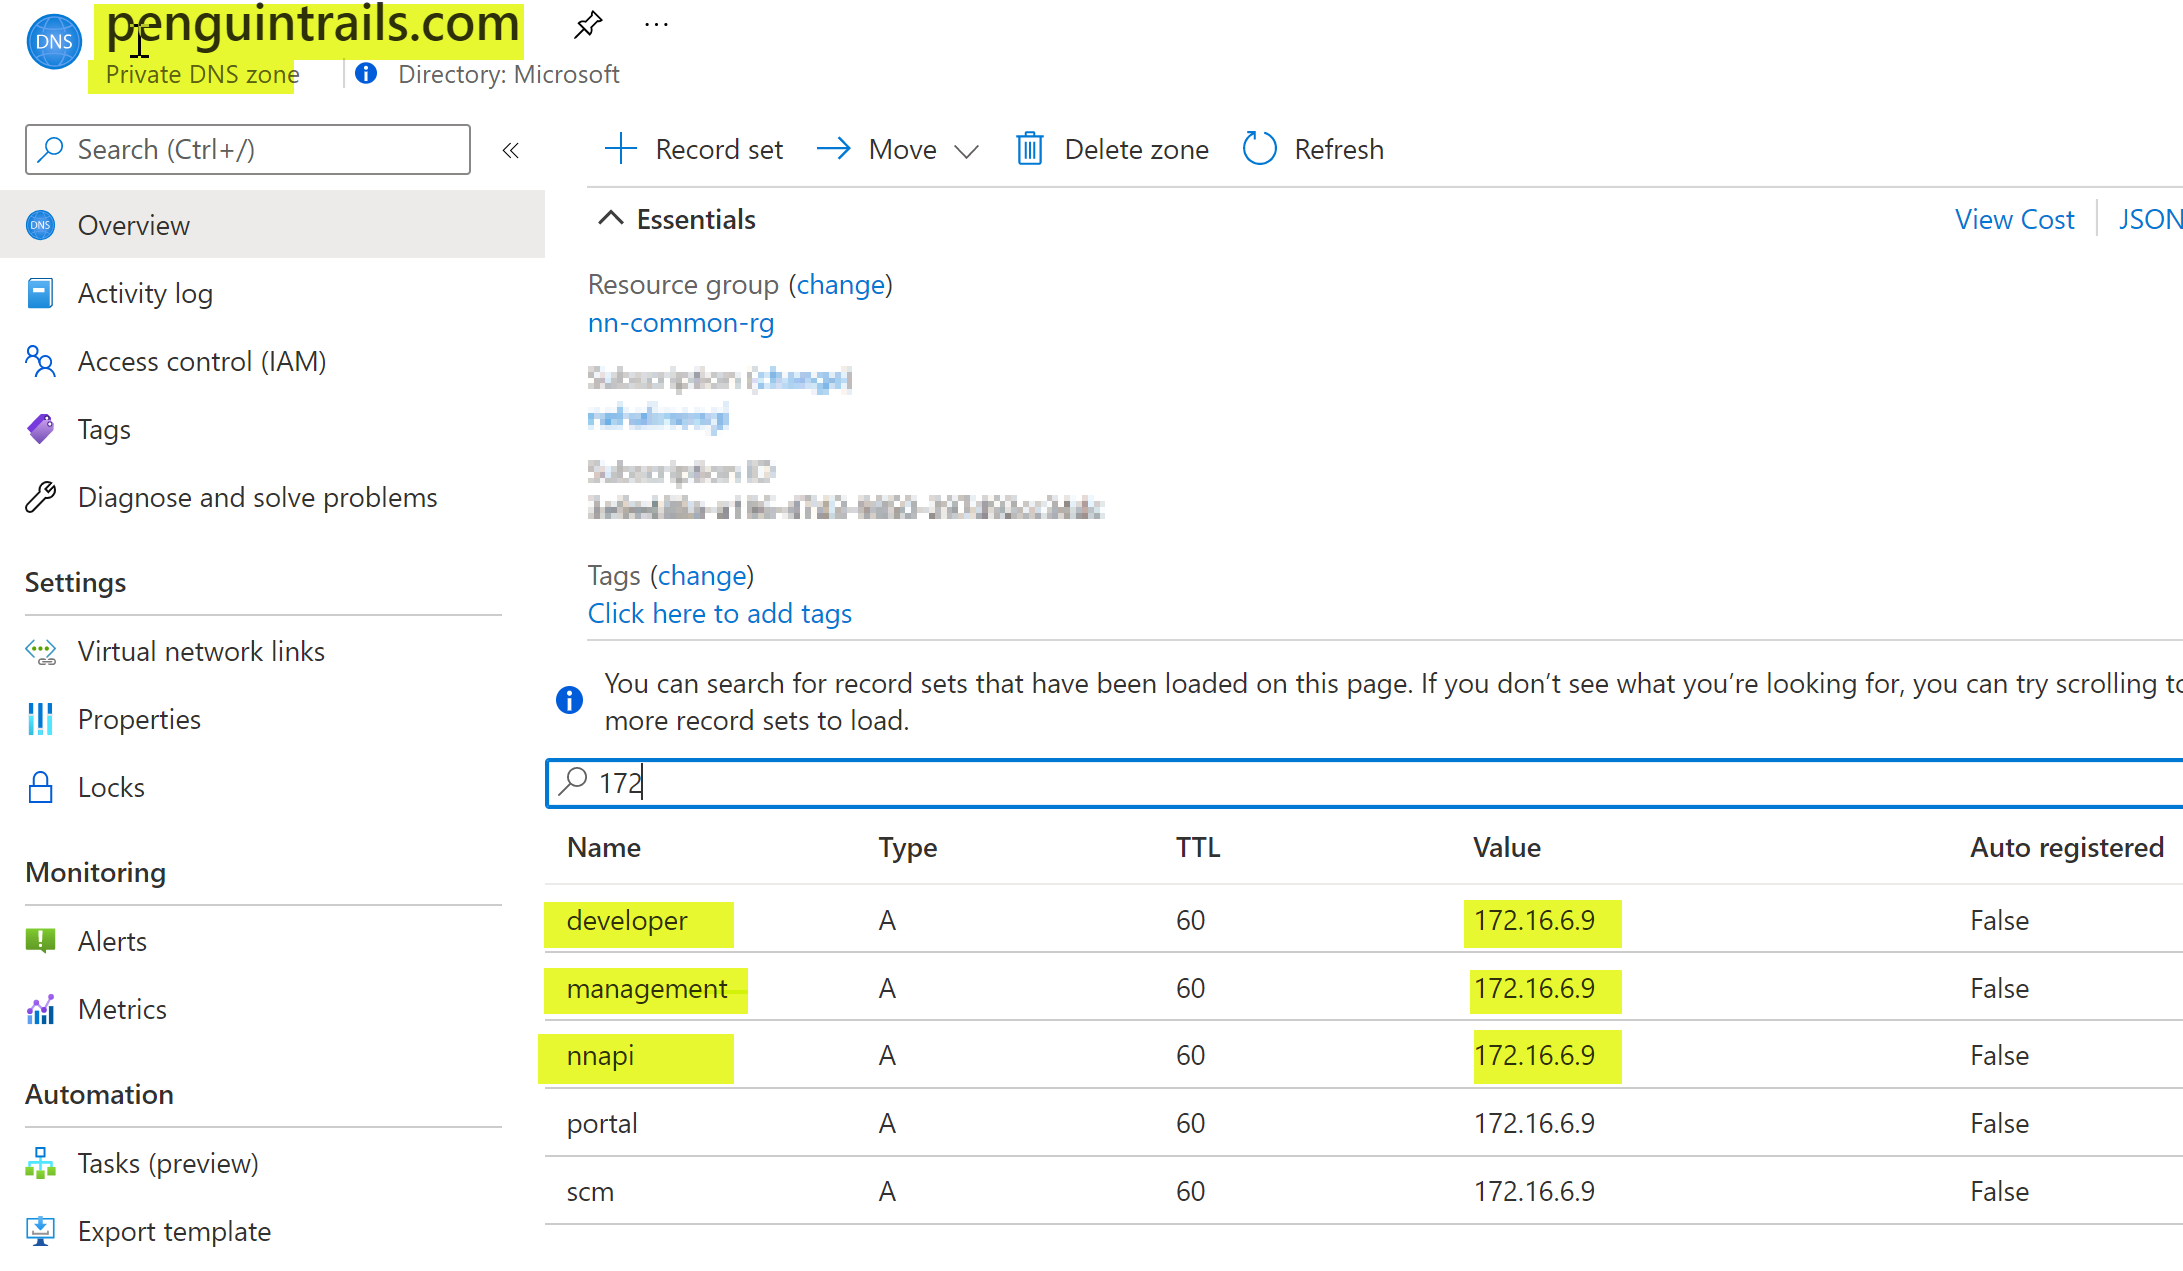 penguintrails.com
...
DNS
Private DNS zone
Directory: Microsoft
Search (Ctrl+/)
«
Record set
Move
Delete zone
Refresh
DNS
Overview
Activity log
Access control (IAM)
Tags
Diagnose and solve problems
Settings
Virtual network links
Properties
Locks
Monitoring
Alerts
Metrics
Automation
Tasks (preview)
Export template
Essentials
View Cost
JSON
Resource group (change)
nn-common-rg
Subscription (change)
Subscription ID
Tags (change)
Click here to add tags
You can search for record sets that have been loaded on this page. If you don’t see what you’re looking for, you can try scrolling to
more record sets to load.
172
Name Type TTL Value Auto registered
developer A 60 172.16.6.9 False
management A 60 172.16.6.9 False
nnapi A 60 172.16.6.9 False
portal A 60 172.16.6.9 False
scm A 60 172.16.6.9 False